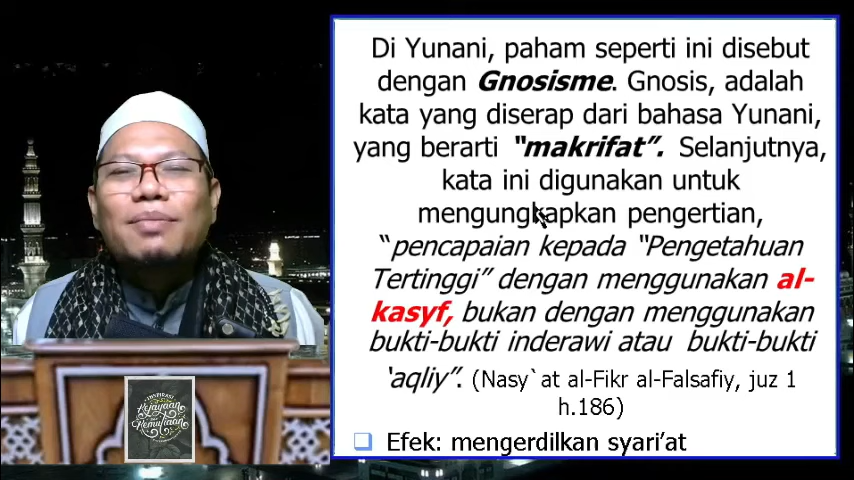 Di Yunani, paham seperti ini disebut
dengan Gnosisme. Gnosis, adalah
kata yang diserap dari bahasa Yunani,
yang berarti “makrifat”. Selanjutnya,
kata ini digunakan untuk
mengungkapkan pengertian,
“pencapaian kepada “Pengetahuan
Tertinggi” dengan menggunakan al-
kasyf, bukan dengan menggunakan
bukti-bukti inderawi atau bukti-bukti
‘aqliy”. (Nasy`at al-Fikr al-Falsafiy, juz 1
h.186)
Efek: mengerdilkan syari’at
INSPIRASI
Kejayaan
Kemuliaan